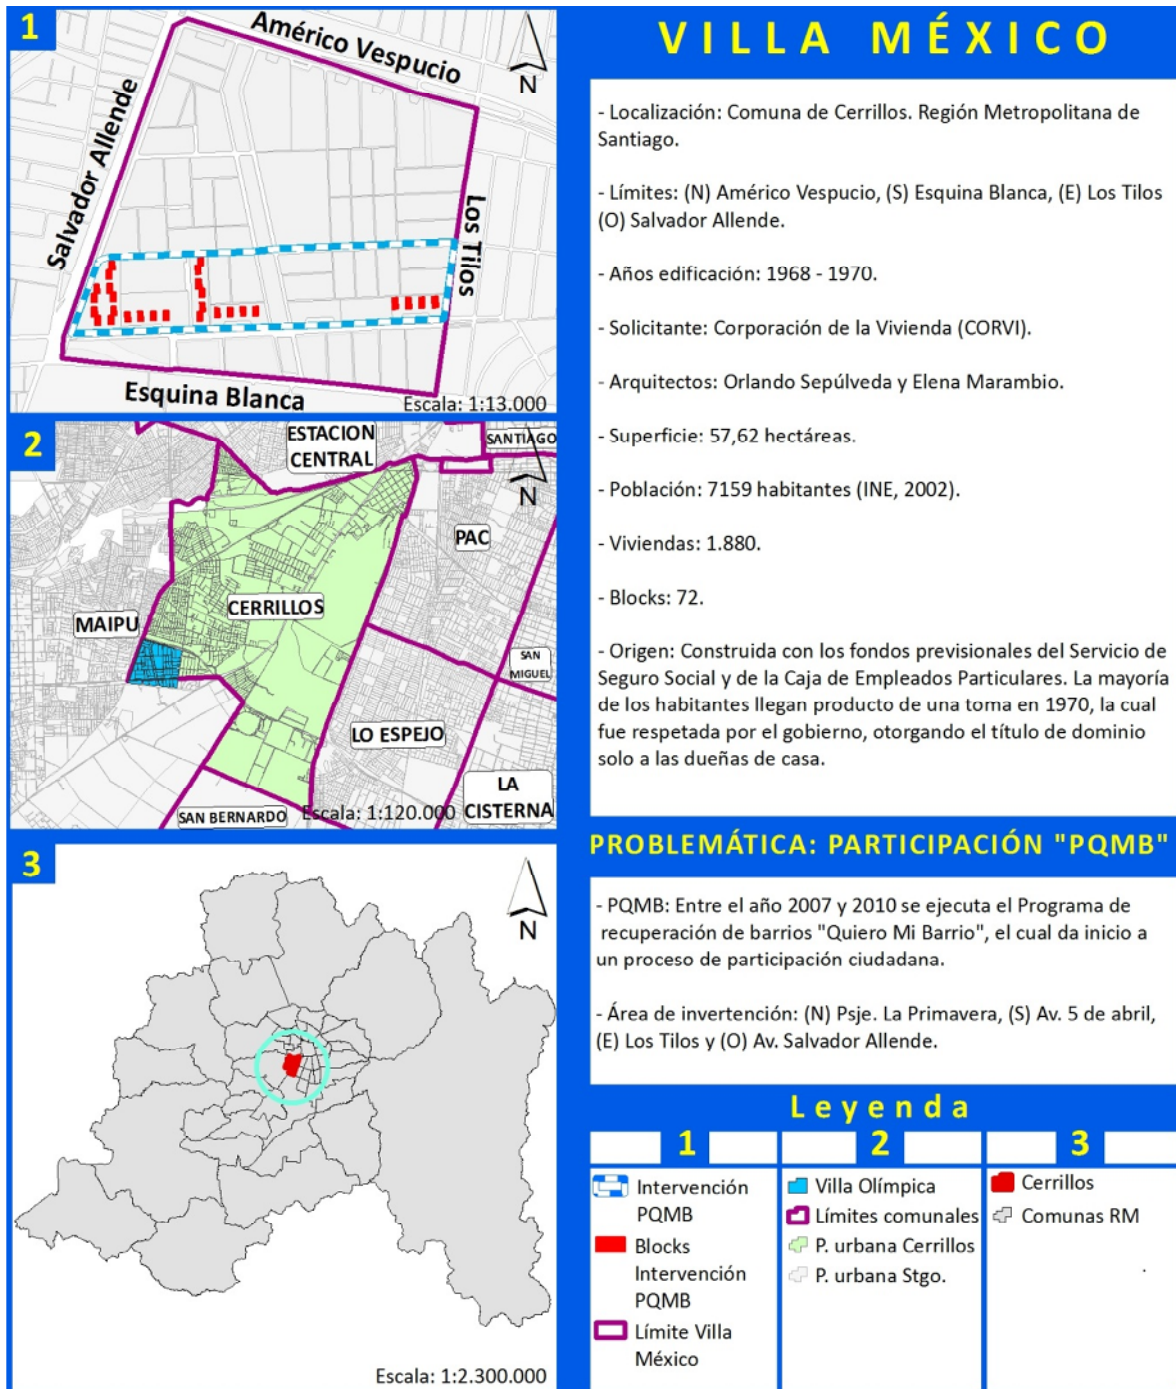 1
Américo Vespucio
N
Salvador Allende
Los Tilos
Esquina Blanca
Escala: 1:13.000
2
ESTACION
CENTRAL
SANTIAGO
N
PAC
CERRILLOS
MAIPU
SAN
MIGUEL
LO ESPEJO
LA
CISTERNA
SAN BERNARDO
Escala: 1:120.000
3
N
Escala: 1:2.300.000
VILLA MÉXICO
- Localización: Comuna de Cerrillos. Región Metropolitana de
Santiago.
- Límites: (N) Américo Vespucio, (S) Esquina Blanca, (E) Los Tilos
(O) Salvador Allende.
- Años edificación: 1968 - 1970.
- Solicitante: Corporación de la Vivienda (CORVI).
- Arquitectos: Orlando Sepúlveda y Elena Marambio.
- Superficie: 57,62 hectáreas.
- Población: 7159 habitantes (INE, 2002).
- Viviendas: 1.880.
- Blocks: 72.
- Origen: Construida con los fondos previsionales del Servicio de
Seguro Social y de la Caja de Empleados Particulares. La mayoría
de los habitantes llegan producto de una toma en 1970, la cual
fue respetada por el gobierno, otorgando el título de dominio
solo a las dueñas de casa.
PROBLEMÁTICA: PARTICIPACIÓN "PQMB"
- PQMB: Entre el año 2007 y 2010 se ejecuta el Programa de
recuperación de barrios "Quiero Mi Barrio", el cual da inicio a
un proceso de participación ciudadana.
- Área de invertención: (N) Psje. La Primavera, (S) Av. 5 de abril,
(E) Los Tilos y (O) Av. Salvador Allende.
Leyenda
1
Intervención
PQMB
Blocks
Intervención
PQMB
Límite Villa
México
2
Villa Olímpica
Límites comunales
P. urbana Cerrillos
P. urbana Stgo.
3
Cerrillos
Comunas RM